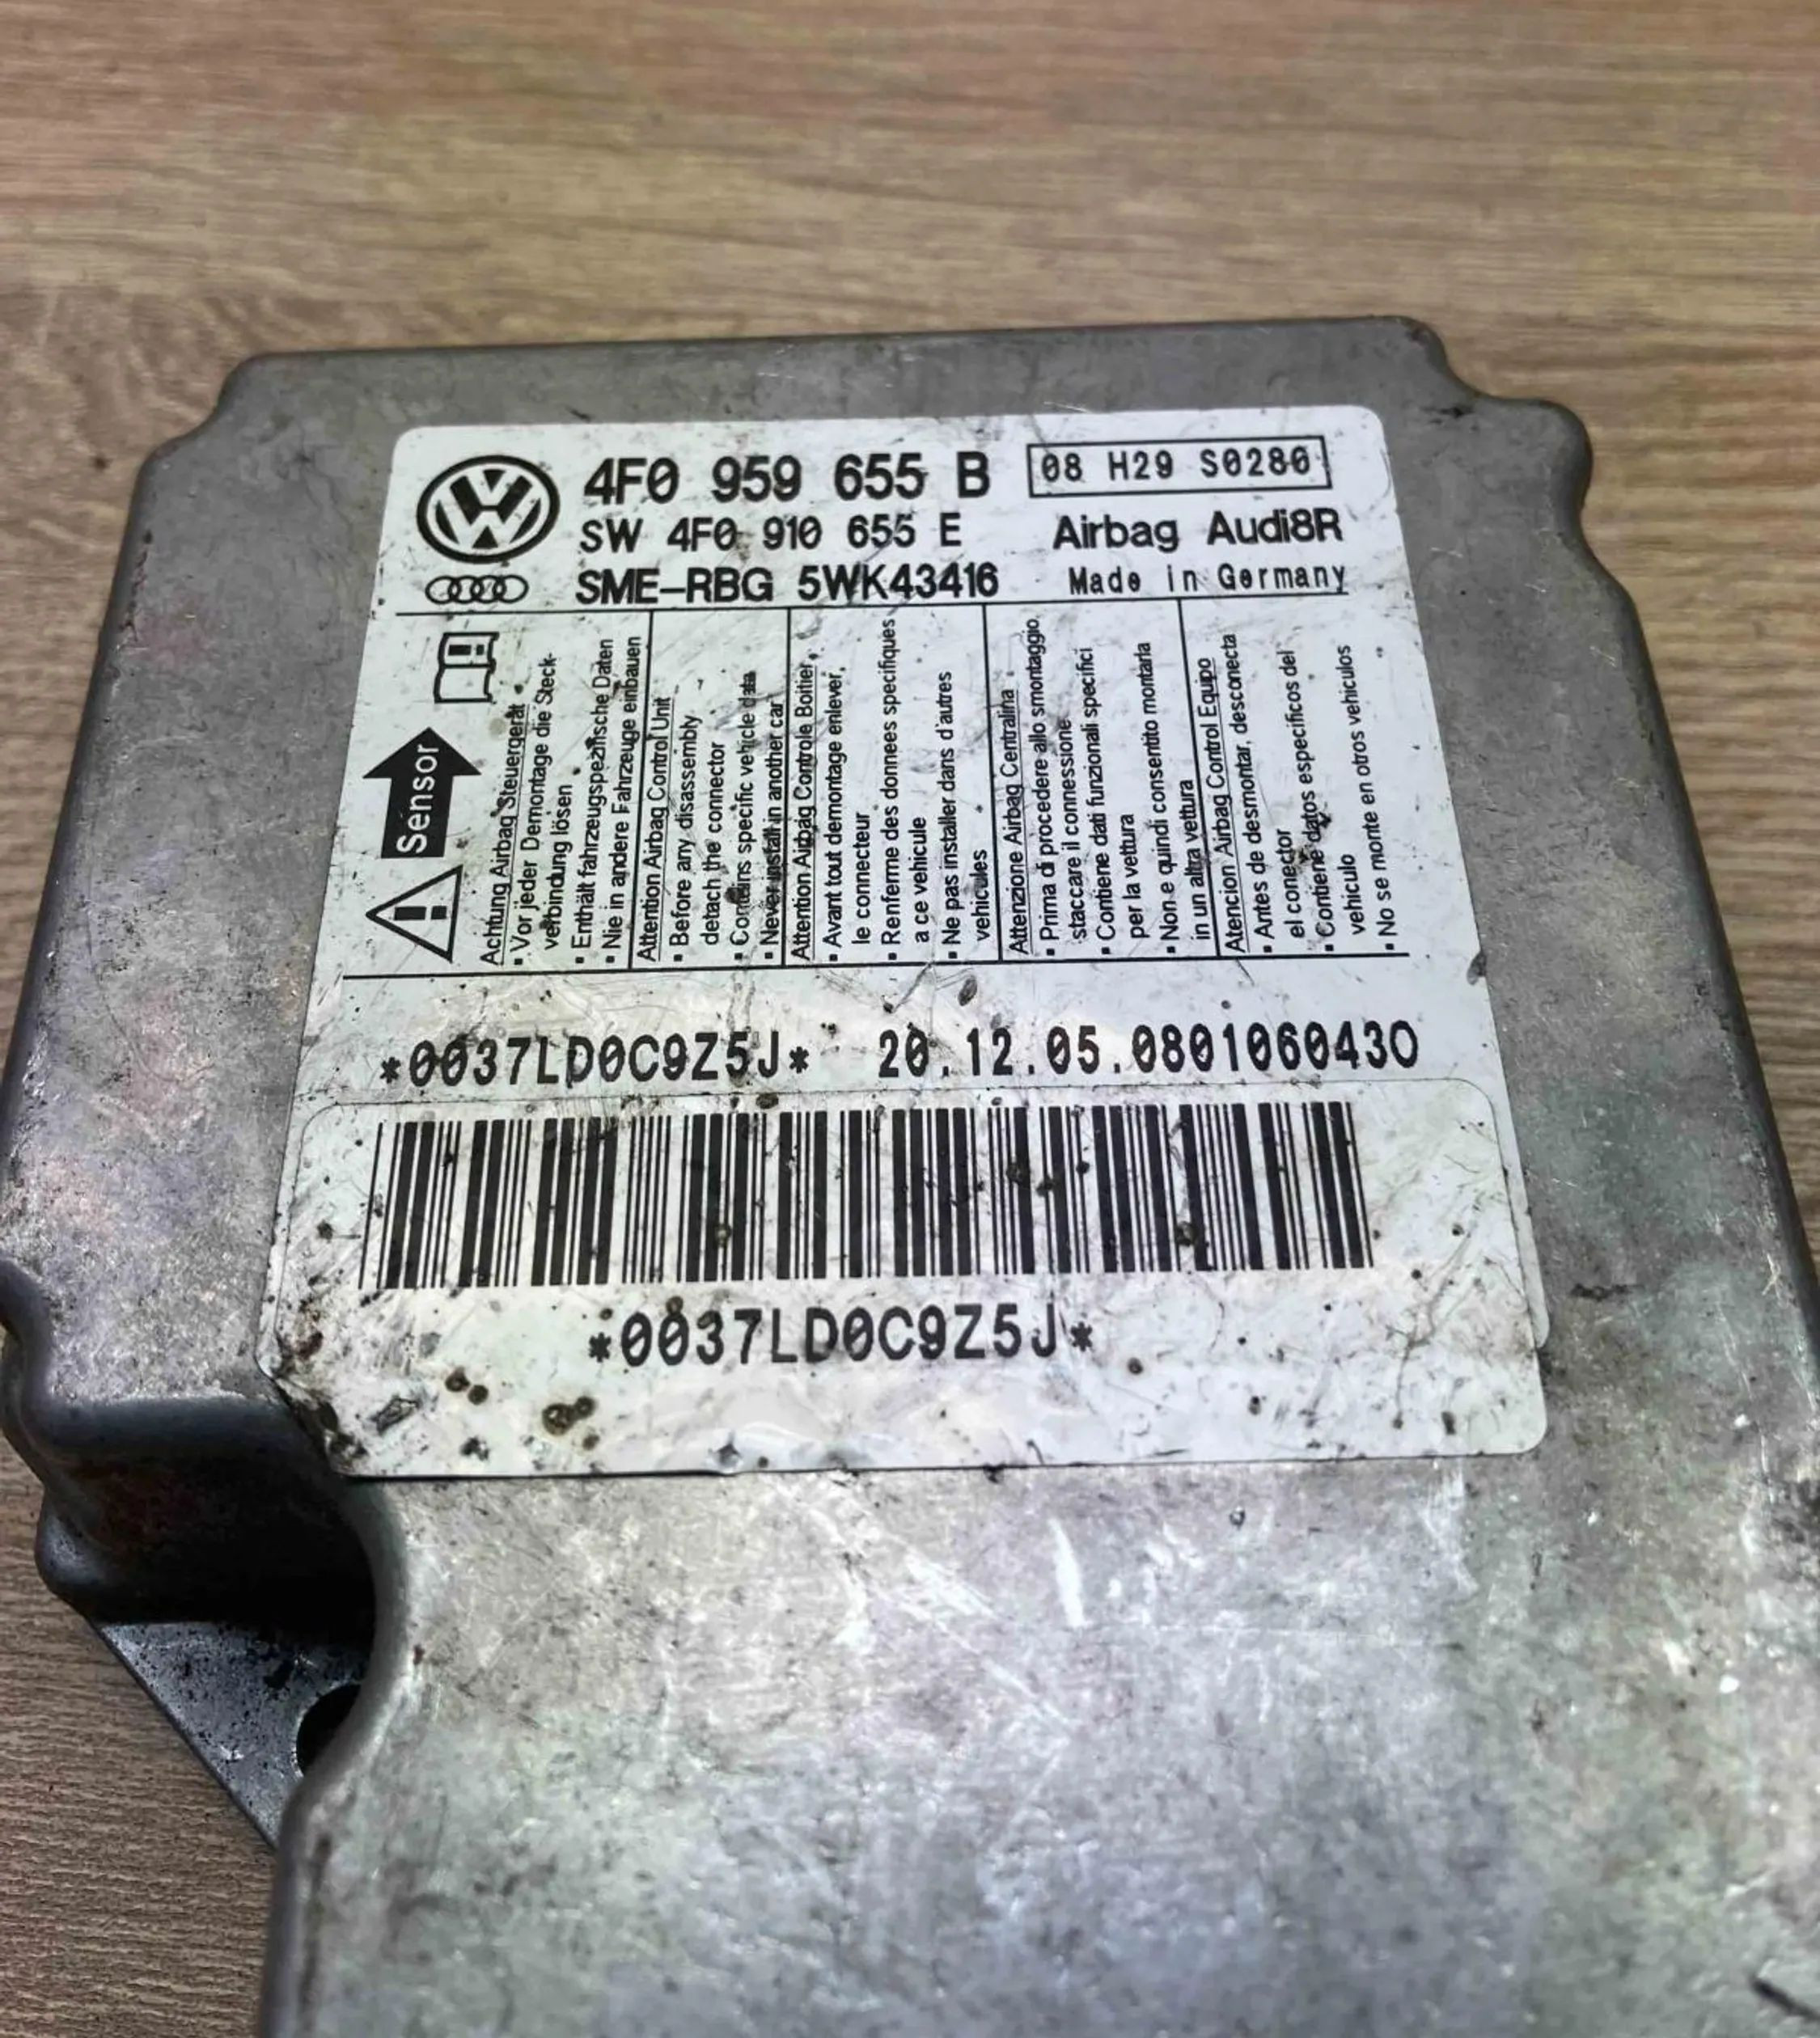 4F0 959 655 B
08 H29 S0280
SW 4F0 910 655 E
Airbag Audi8R
SME-RBG 5WK43416
Made in Germany
Sensor
Achtung Airbag Steuergerät
▪ Vor jeder Demontage die Steck-
verbindung lösen
▪ Enthält fahrzeugspezifische Daten
▪ Nie in andere Fahrzeuge einbauen
Attention Airbag Control Unit
▪ Before any disassembly
detach the connector
▪ Contains specific vehicle data
▪ Never install in another car
Attention Airbag Controle Boitier
▪ Avant tout demontage enlever
le connecteur
▪ Renferme des donnees specifiques
a ce vehicule
▪ Ne pas installer dans d'autres
vehicules
Attenzione Airbag Centralina
▪ Prima di procedere allo smontaggio
staccare il connessione
▪ Contiene dati funzionali specifici
per la vettura
▪ Non e quindi consentito montarla
in un altra vettura
Atencion Airbag Control Equipo
▪ Antes de desmontar, desconecta
el conector
▪ Contiene datos especificos del
vehiculo
▪ No se monte en otros vehiculos
*0037LD0C9Z5J* 20.12.05.0801060430
*0037LD0C9Z5J*